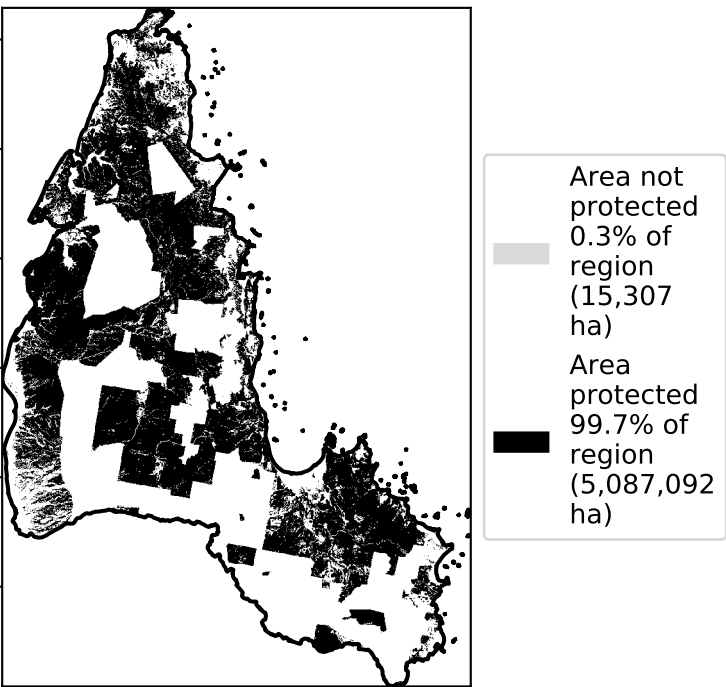 Area not
protected
0.3% of
region
(15,307
ha)
Area
protected
99.7% of
region
(5,087,092
ha)